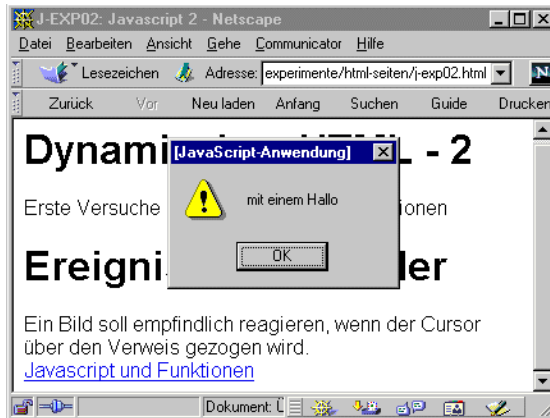 J-EXP02: Javascript 2 - Netscape
Datei Bearbeiten Ansicht Gehe Communicator Hilfe
Lesezeichen Adresse: experimente/html-seiten/j-exp02.html N
Zurück Vor Neu laden Anfang Suchen Guide Drucken
Dynami - 2
[JavaScript-Anwendung]
mit einem Hallo
OK
Erste Versuche ionen
Ereigni ler
Ein Bild soll empfindlich reagieren, wenn der Cursor
über den Verweis gezogen wird.
Javascript und Funktionen
Dokument: Ü